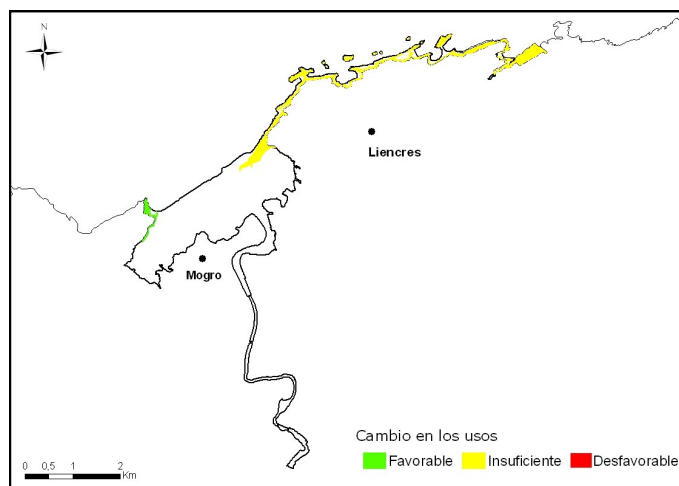 N
Liencres
Mogro
Cambio en los usos
Favorable Insuficiente Desfavorable
0 0,5 1 2
Km